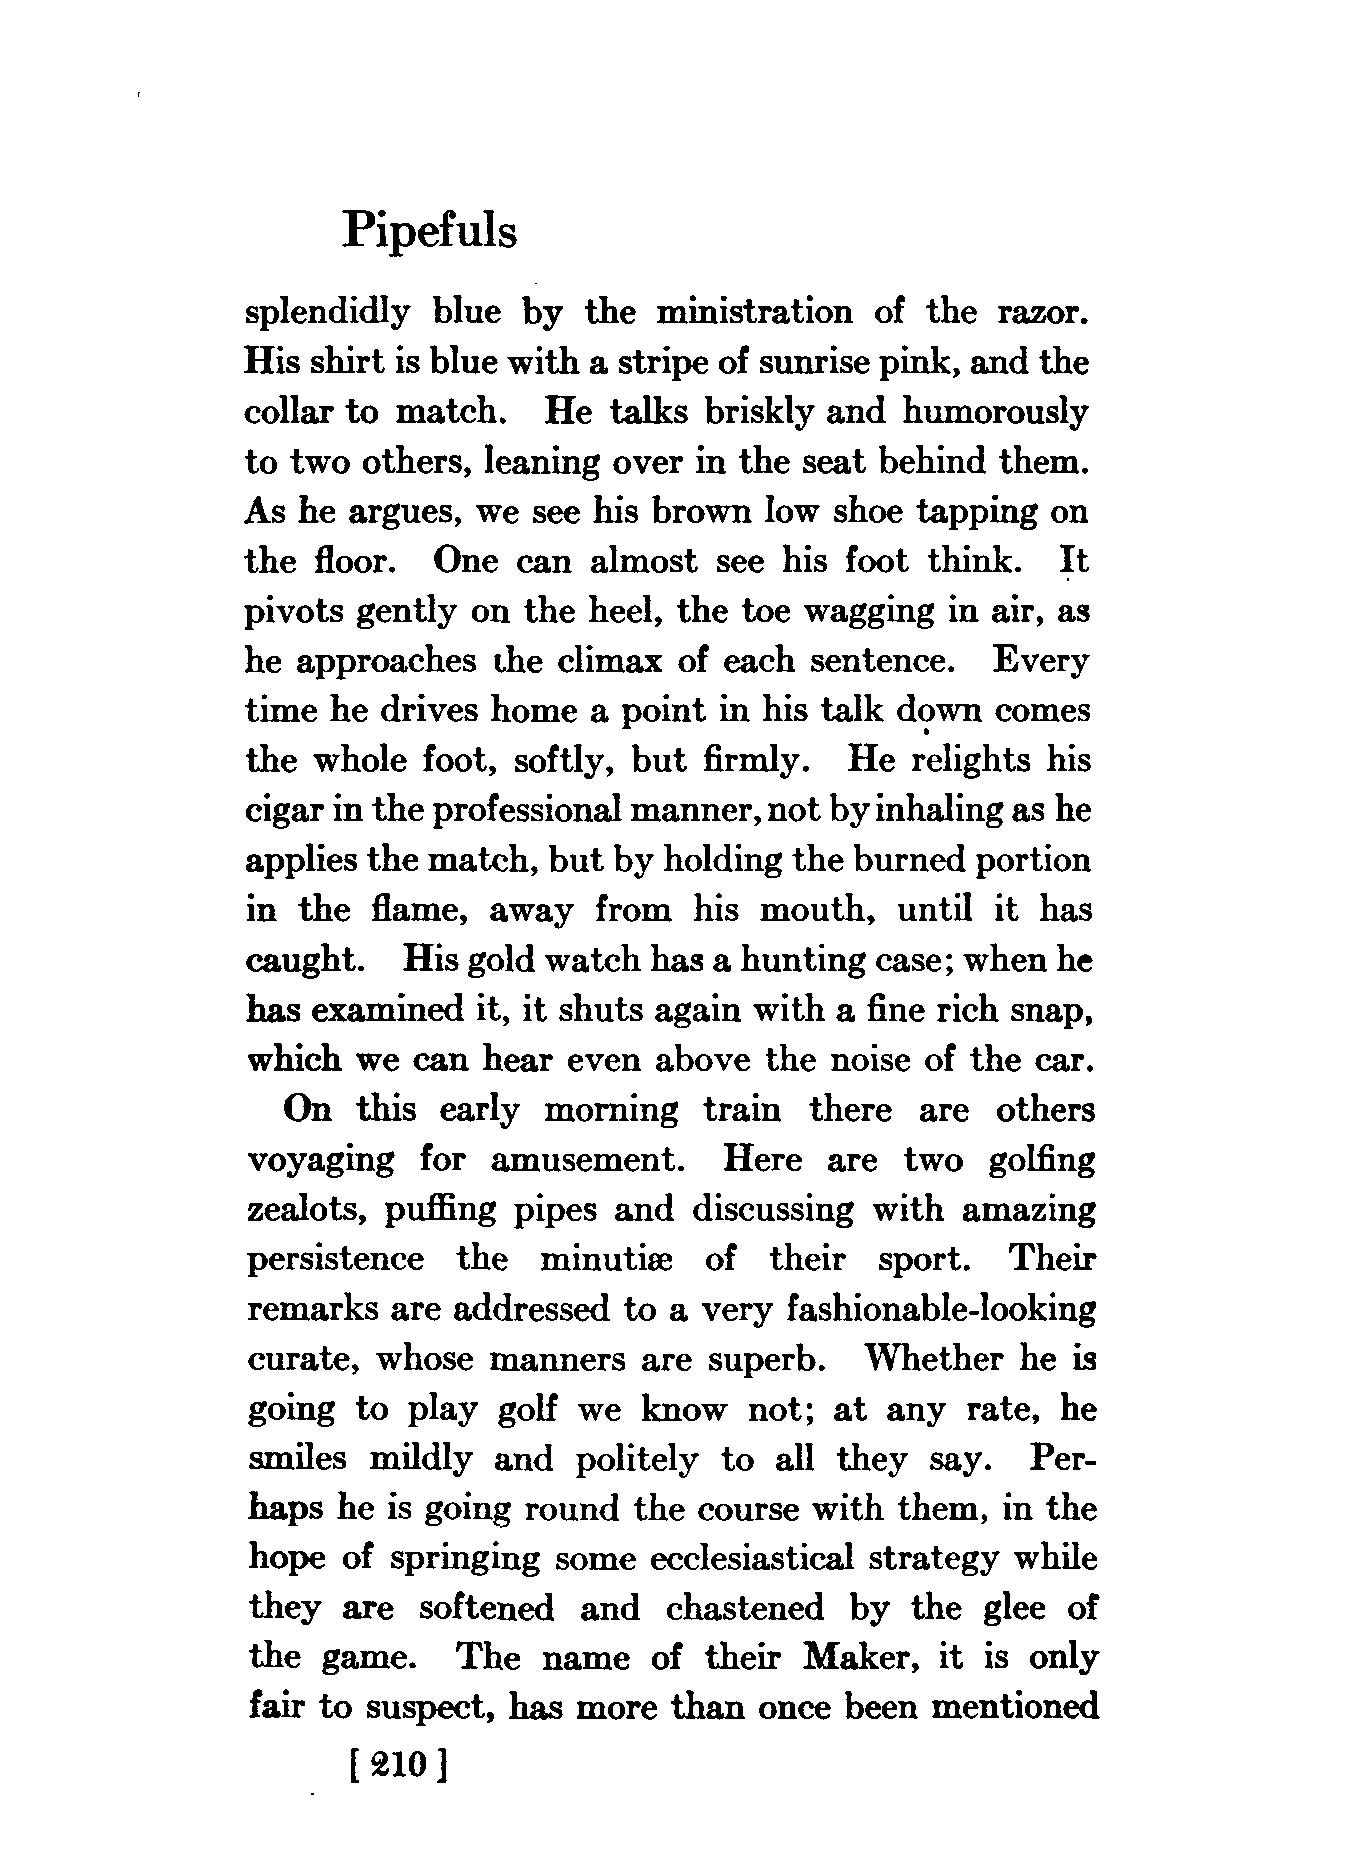 Pipefuls
splendidly blue by the ministration of the razor.
His shirt is blue with a stripe of sunrise pink, and the
collar to match. He talks briskly and humorously
to two others, leaning over in the seat behind them.
As he argues, we see his brown low shoe tapping on
the floor. One can almost see his foot think. It
pivots gently on the heel, the toe wagging in air, as
he approaches the climax of each sentence. Every
time he drives home a point in his talk down comes
the whole foot, softly, but firmly. He relights his
cigar in the professional manner, not by inhaling as he
applies the match, but by holding the burned portion
in the flame, away from his mouth, until it has
caught. His gold watch has a hunting case; when he
has examined it, it shuts again with a fine rich snap,
which we can hear even above the noise of the car.
On this early morning train there are others
voyaging for amusement. Here are two golfing
zealots, puffing pipes and discussing with amazing
persistence the minutiæ of their sport. Their
remarks are addressed to a very fashionable-looking
curate, whose manners are superb. Whether he is
going to play golf we know not; at any rate, he
smiles mildly and politely to all they say. Per-
haps he is going round the course with them, in the
hope of springing some ecclesiastical strategy while
they are softened and chastened by the glee of
the game. The name of their Maker, it is only
fair to suspect, has more than once been mentioned
[ 210 ]